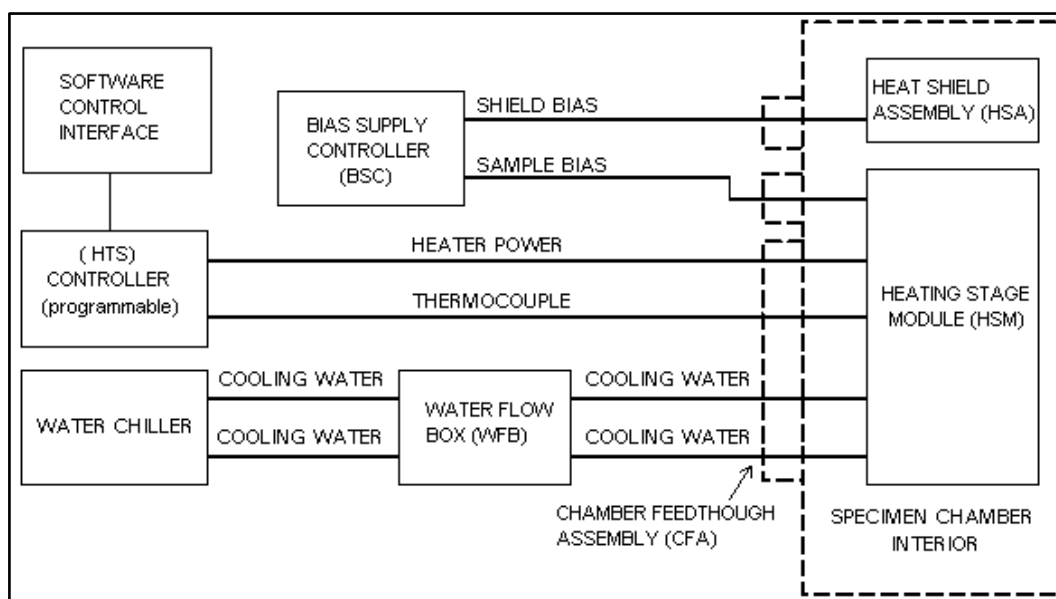 SOFTWARE
CONTROL
INTERFACE
BIAS SUPPLY
CONTROLLER
(BSC)
SHIELD BIAS
SAMPLE BIAS
HEAT SHIELD
ASSEMBLY (HSA)
( HTS)
CONTROLLER
(programmable)
HEATER POWER
THERMOCOUPLE
HEATING STAGE
MODULE (HSM)
WATER CHILLER
COOLING WATER
COOLING WATER
WATER FLOW
BOX (WFB)
COOLING WATER
COOLING WATER
CHAMBER FEEDTHOUGH
ASSEMBLY (CFA)
SPECIMEN CHAMBER
INTERIOR